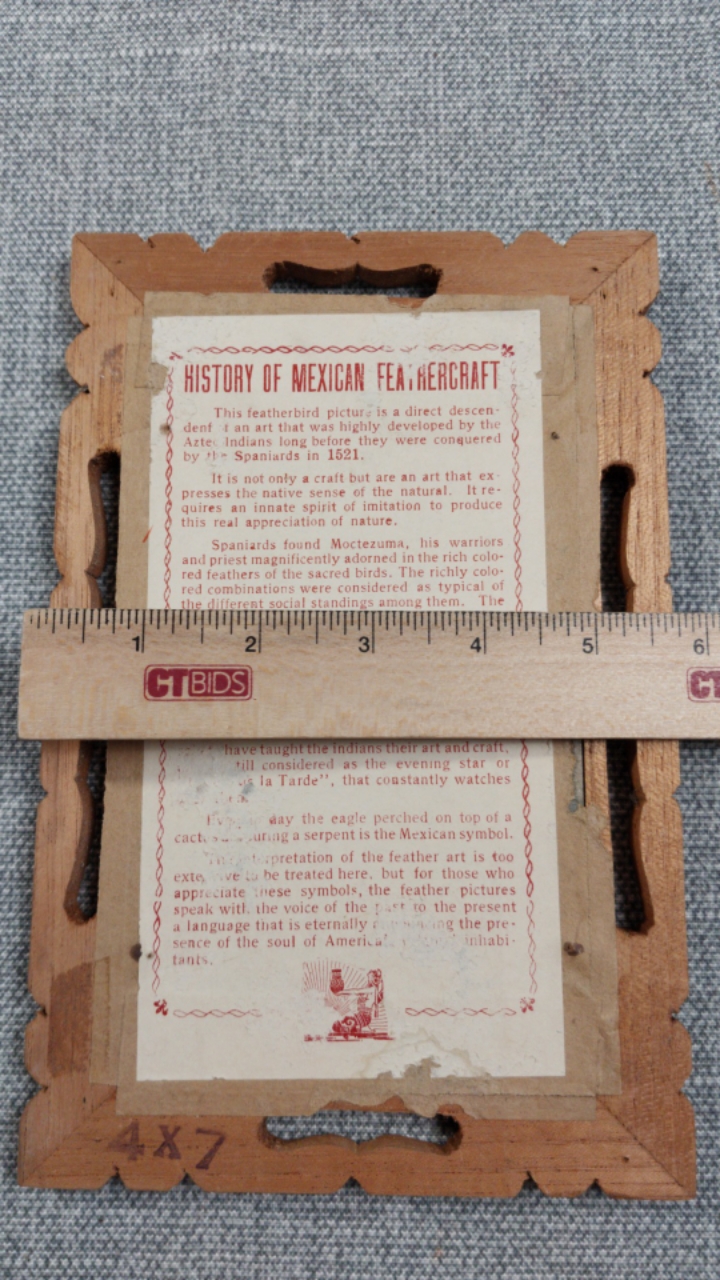 HISTORY OF MEXICAN FEATHERCRAFT
This featherbird picture is a direct descen-
dent an art that was highly developed by the
Aztec Indians long before they were conquered
by the Spaniards in 1521.
It is not only a craft but are an art that ex-
presses the native sense of the natural. It re-
quires an innate spirit of imitation to produce
this real appreciation of nature.
Spaniards found Moctezuma, his warriors
and priest magnificently adorned in the rich colo-
red feathers of the sacred birds. The richly colo-
red combinations were considered as typical of
the different social standings among them. The
1 2 3 4 5 6
CTBIDS CT
have taught the indians their art and craft,
till considered as the evening star or
la Tarde", that constantly watches
day the eagle perched on top of a
a serpent is the Mexican symbol.
The interpretation of the feather art is too
to be treated here, but for those who
appreciate these symbols, the feather pictures
speak with the voice of the past to the present
a language that is eternally the pre-
sence of the soul of America inhabi-
tants.
4X7